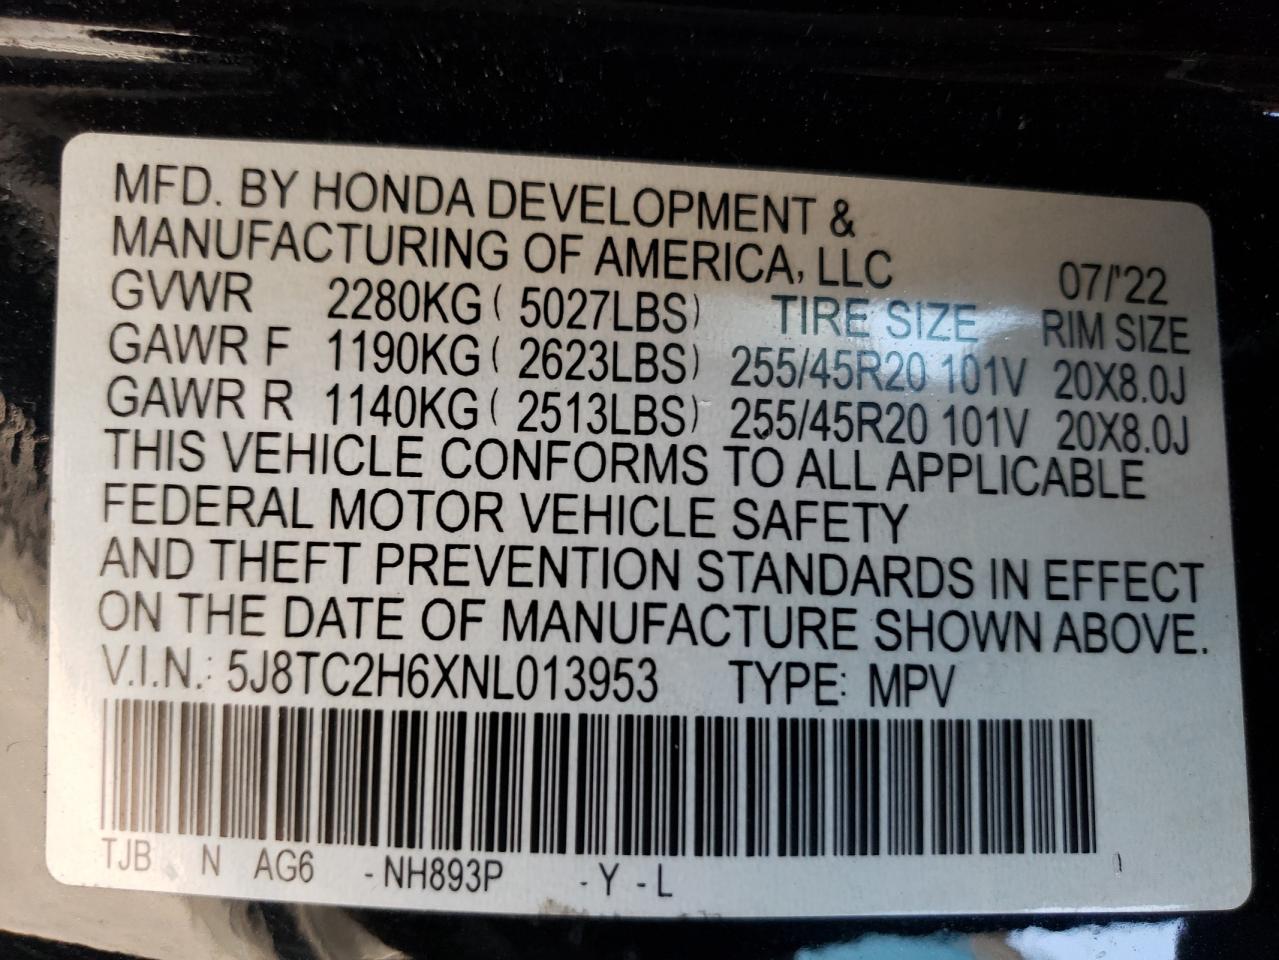 MFD. BY HONDA DEVELOPMENT &
MANUFACTURING OF AMERICA, LLC 07/'22
GVWR 2280KG ( 5027LBS) TIRE SIZE RIM SIZE
GAWR F 1190KG ( 2623LBS) 255/45R20 101V 20X8.0J
GAWR R 1140KG ( 2513LBS) 255/45R20 101V 20X8.0J
THIS VEHICLE CONFORMS TO ALL APPLICABLE
FEDERAL MOTOR VEHICLE SAFETY
AND THEFT PREVENTION STANDARDS IN EFFECT
ON THE DATE OF MANUFACTURE SHOWN ABOVE.
V.I.N.: 5J8TC2H6XNL013953 TYPE: MPV
TJB N AG6 -NH893P -Y -L